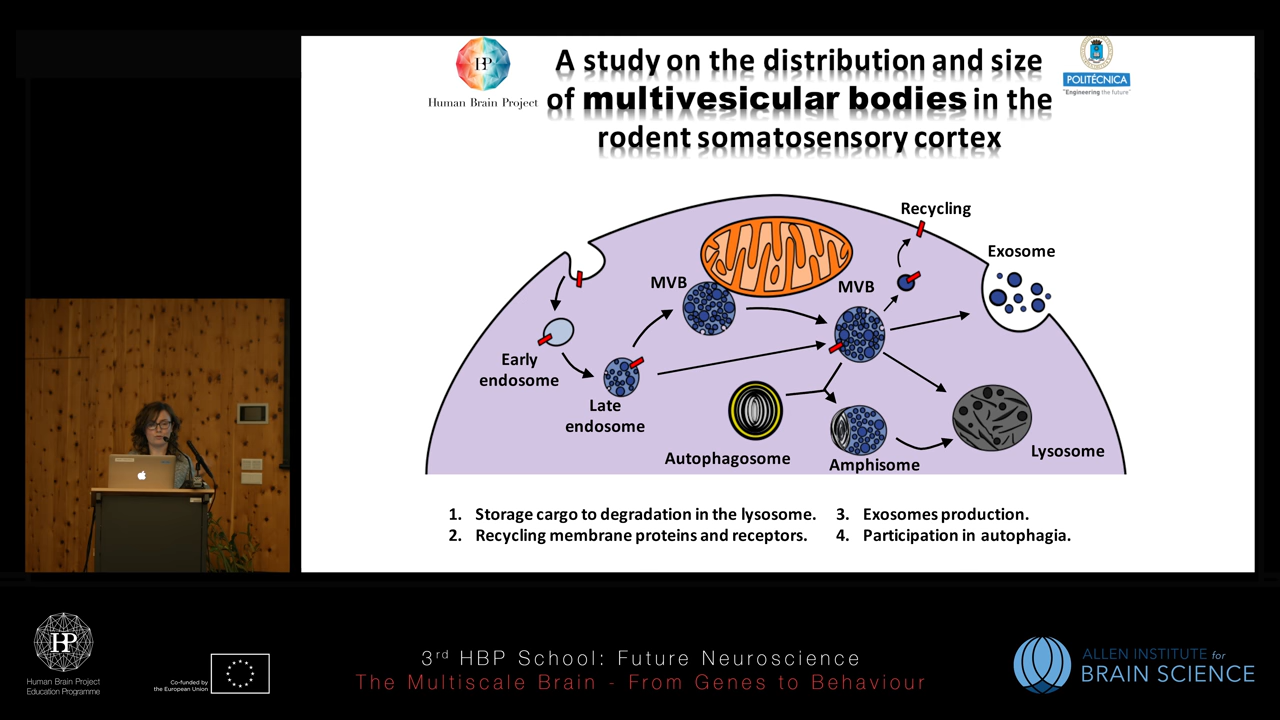 A study on the distribution and size
of multivesicular bodies in the
rodent somatosensory cortex
HP
Human Brain Project
POLITÉCNICA
"Engineering the future"
Recycling
Exosome
MVB
MVB
Early
endosome
Late
endosome
Autophagosome
Amphisome
Lysosome
1. Storage cargo to degradation in the lysosome.
2. Recycling membrane proteins and receptors.
3. Exosomes production.
4. Participation in autophagia.
HP
Human Brain Project
Education Programme
Co-funded by
the European Union
3rd HBP School: Future Neuroscience
The Multiscale Brain - From Genes to Behaviour
ALLEN INSTITUTE for
BRAIN SCIENCE